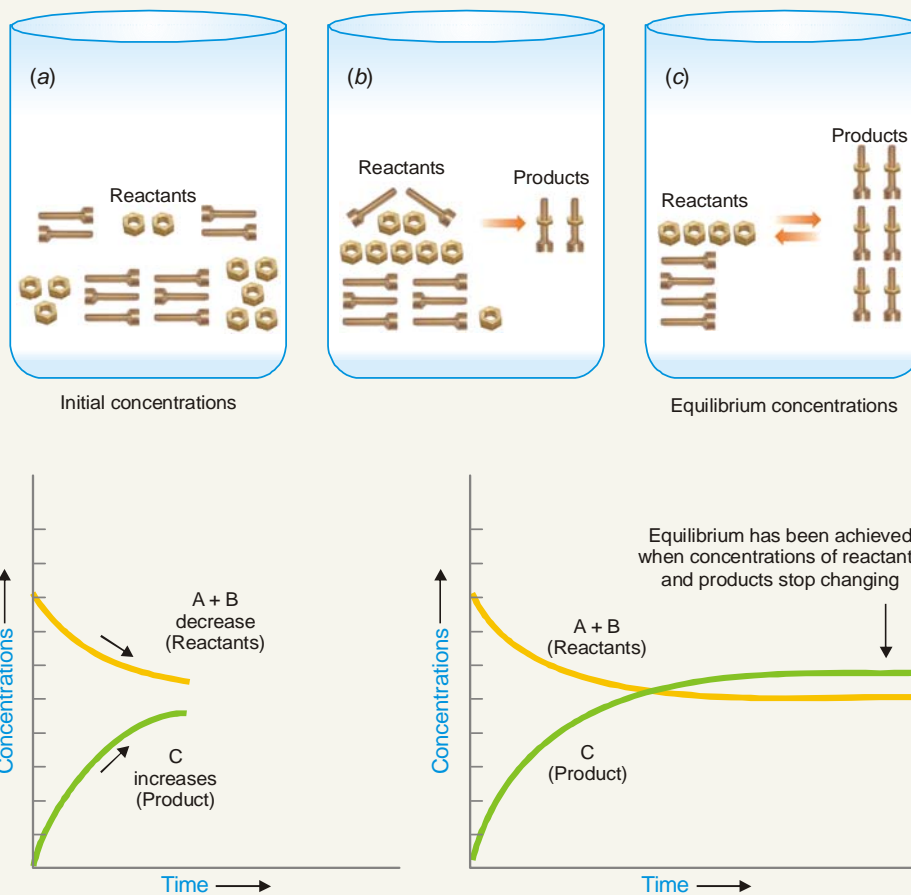 (a)
Reactants
Initial concentrations
(b)
Reactants
Products
(c)
Products
Reactants
Equilibrium concentrations
Concentrations
A + B
decrease
(Reactants)
C
increases
(Product)
Time
Concentrations
Equilibrium has been achieved
when concentrations of reactant
and products stop changing
A + B
(Reactants)
C
(Product)
Time